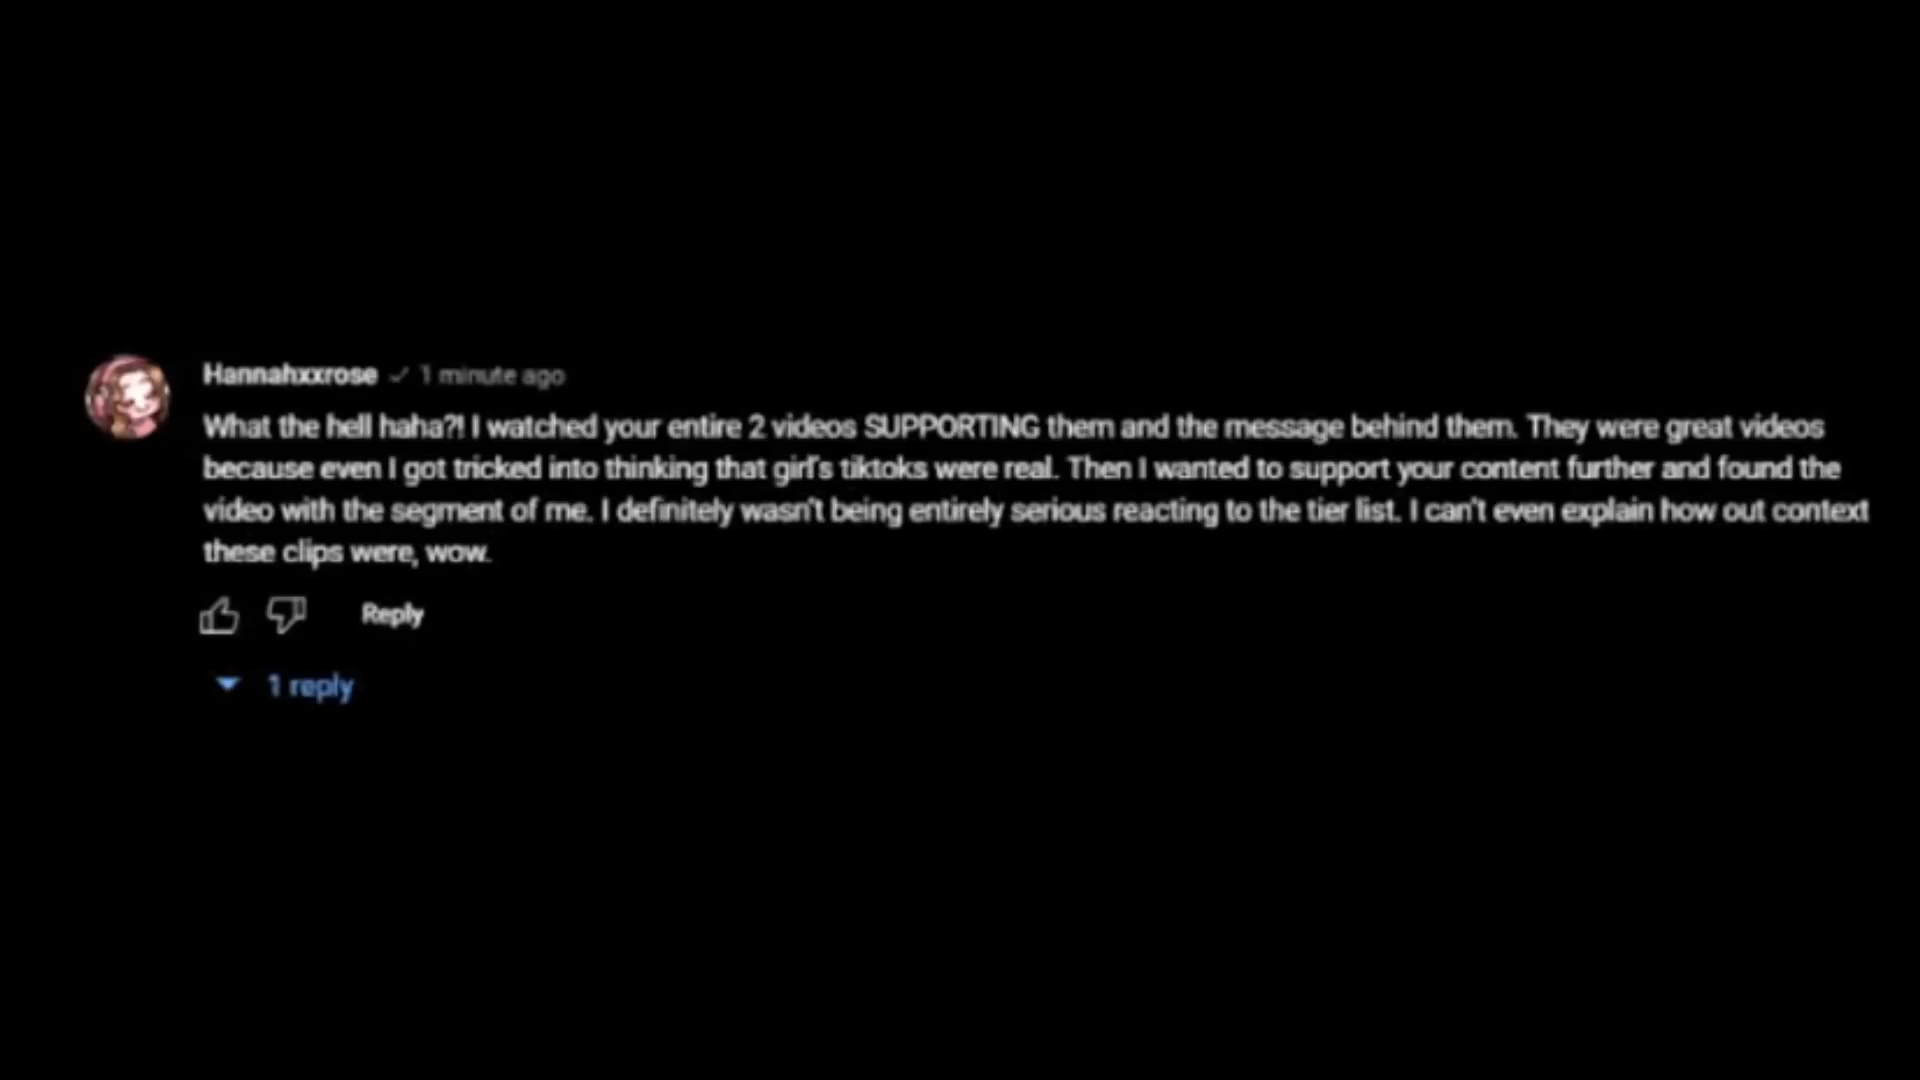 Hannahxxrose ✓ 1 minute ago
What the hell haha?! I watched your entire 2 videos SUPPORTING them and the message behind them. They were great videos
because even I got tricked into thinking that girl's tiktoks were real. Then I wanted to support your content further and found the
video with the segment of me. I definitely wasn't being entirely serious reacting to the tier list. I can't even explain how out context
these clips were, wow.
Reply
1 reply